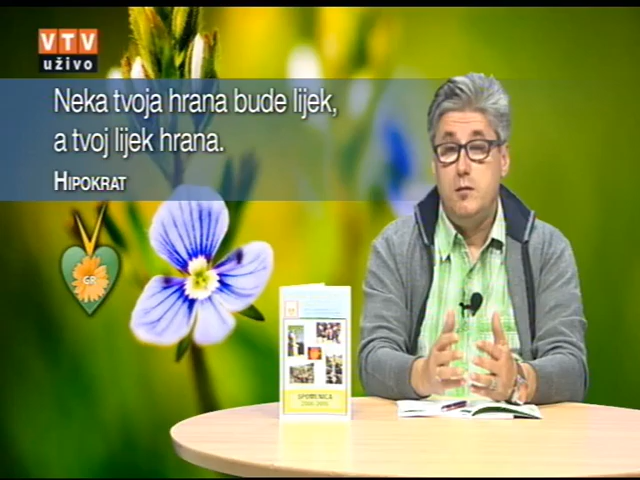 VTV
uživo
Neka tvoja hrana bude lijek,
a tvoj lijek hrana.
HIPOKRAT
GR
SPOMENICA